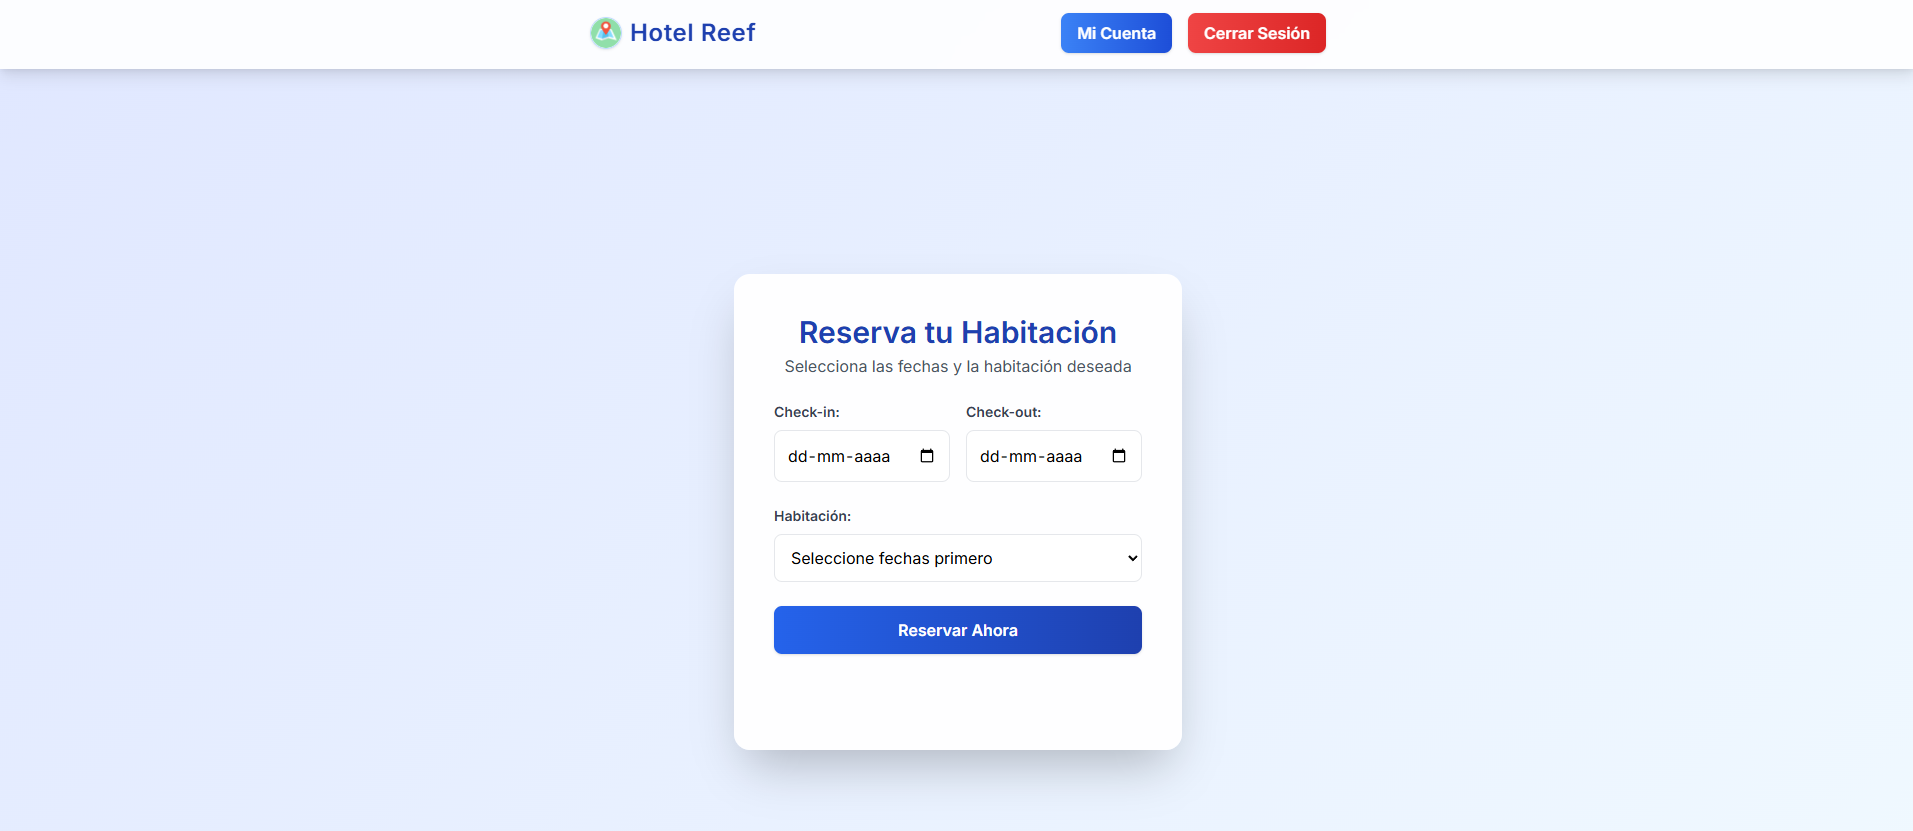 Hotel Reef
Mi Cuenta
Cerrar Sesión
Reserva tu Habitación
Selecciona las fechas y la habitación deseada
Check-in:
Check-out:
dd-mm-aaaa
dd-mm-aaaa
Habitación:
Seleccione fechas primero
Reservar Ahora